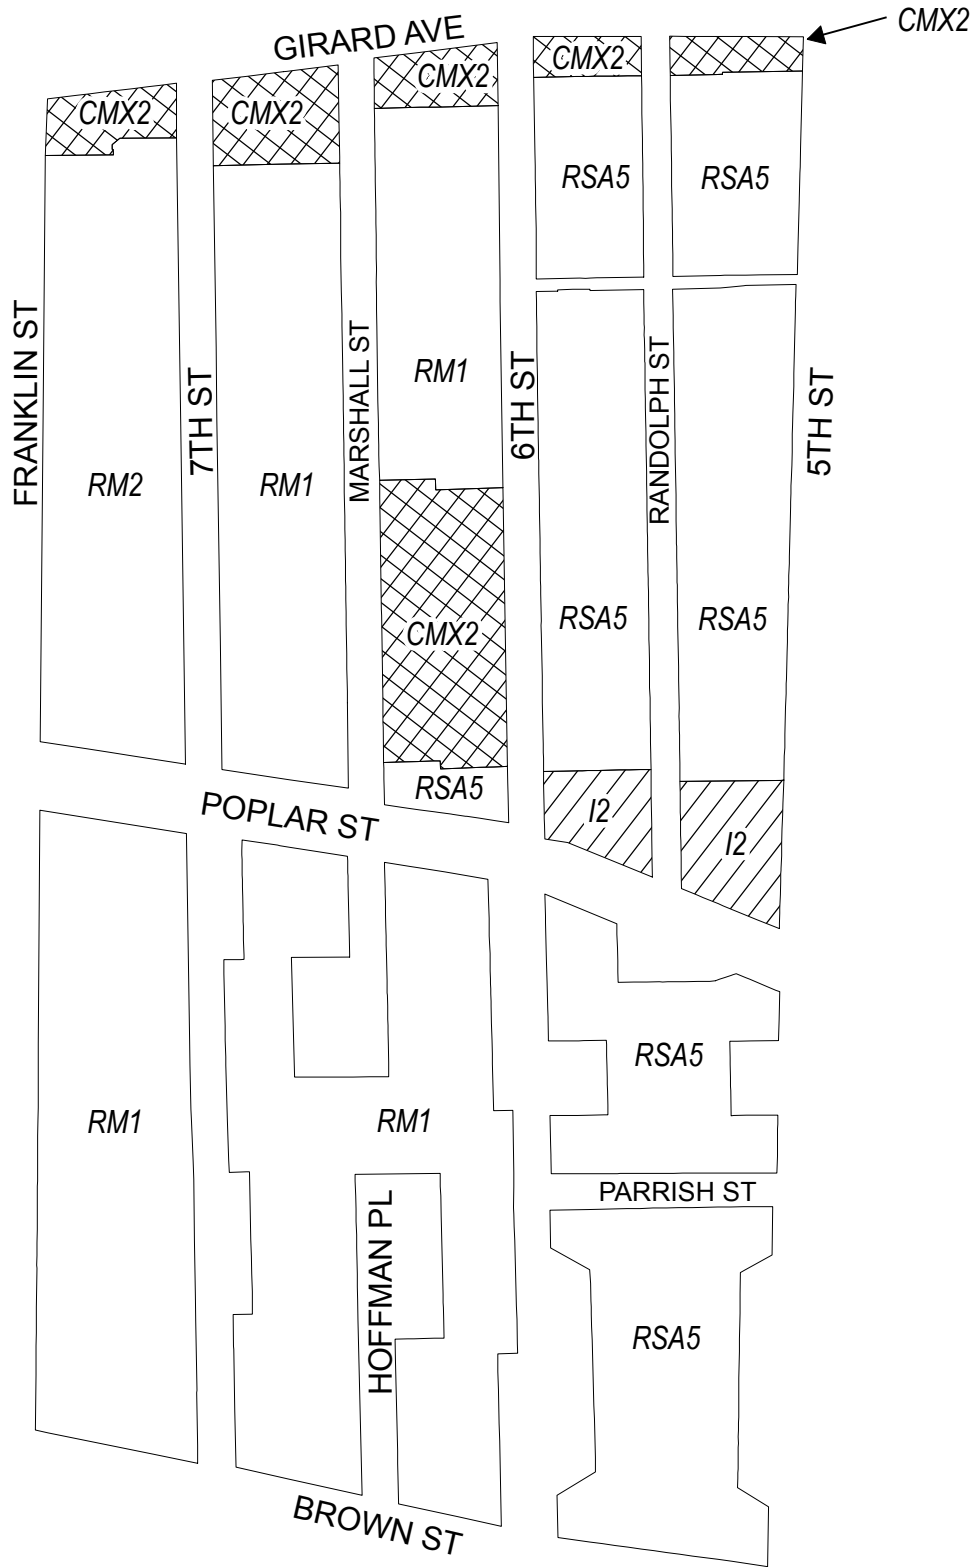 CMX2
GIRARD AVE
CMX2
CMX2
CMX2
CMX2
RSA5
RSA5
FRANKLIN ST
7TH ST
MARSHALL ST
RM1
6TH ST
RANDOLPH ST
5TH ST
RM2
RM1
RSA5
RSA5
CMX2
RSA5
POPLAR ST
I2
I2
RSA5
RM1
RM1
PARRISH ST
HOFFMAN PL
RSA5
BROWN ST